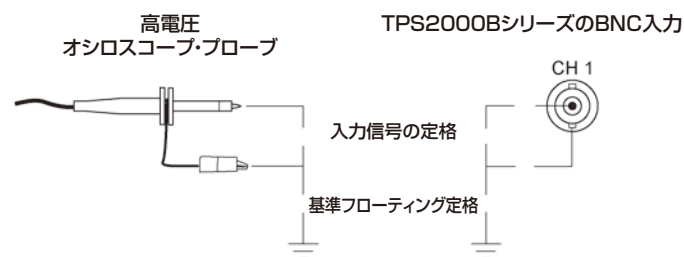 高電圧
オシロスコープ・プローブ
TPS2000BシリーズのBNC入力
CH 1
入力信号の定格
基準フローティング定格